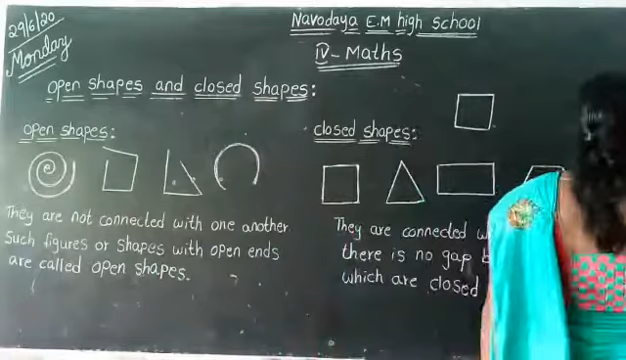 29/6/20
Monday
Navodaya E.M high School
IV - Maths
open shapes and closed shapes:
open shapes:
They are not connected with one another
Such figures or shapes with open ends
are called open shapes.
closed shapes:
They are connected
there is no gap
which are closed